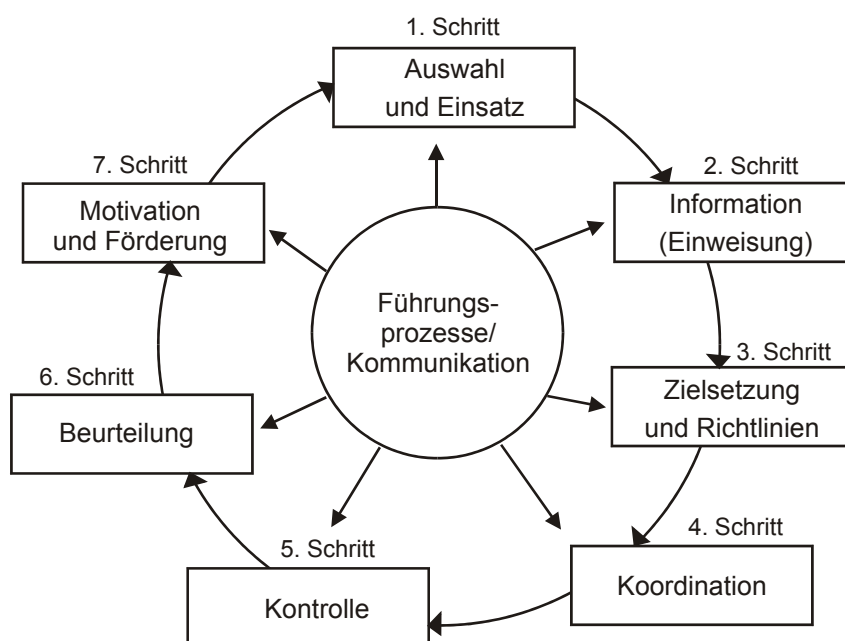 1. Schritt
Auswahl
und Einsatz
2. Schritt
Information
(Einweisung)
3. Schritt
Zielsetzung
und Richtlinien
4. Schritt
Koordination
5. Schritt
Kontrolle
6. Schritt
Beurteilung
7. Schritt
Motivation
und Förderung
Führungs-
prozesse/
Kommunikation